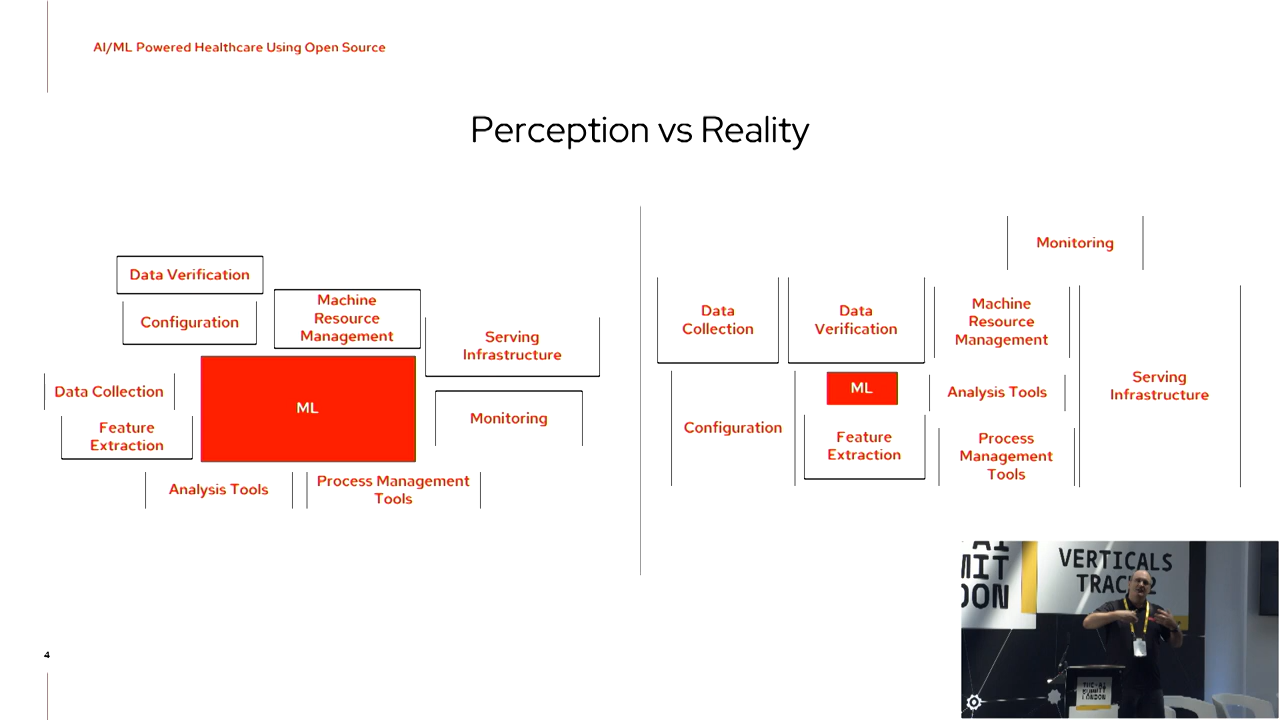 AI/ML Powered Healthcare Using Open Source
Perception vs Reality
Data Verification
Configuration
Machine
Resource
Management
Serving
Infrastructure
Data Collection
ML
Monitoring
Feature
Extraction
Analysis Tools
Process Management
Tools
Monitoring
Data
Collection
Data
Verification
Machine
Resource
Management
Serving
Infrastructure
ML
Analysis Tools
Configuration
Feature
Extraction
Process
Management
Tools
VERTICALS
4